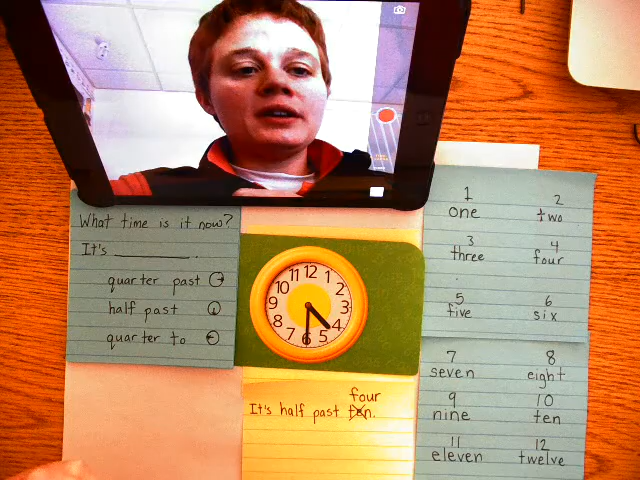 What time is it now?
It's ________.
quarter past
half past
quarter to
12
1
2
3
4
5
6
7
8
9
10
11
four
It's half past ten.
1 2
one two
3 4
three four
5 6
five six
7 8
seven eight
9 10
nine ten
11 12
eleven twelve